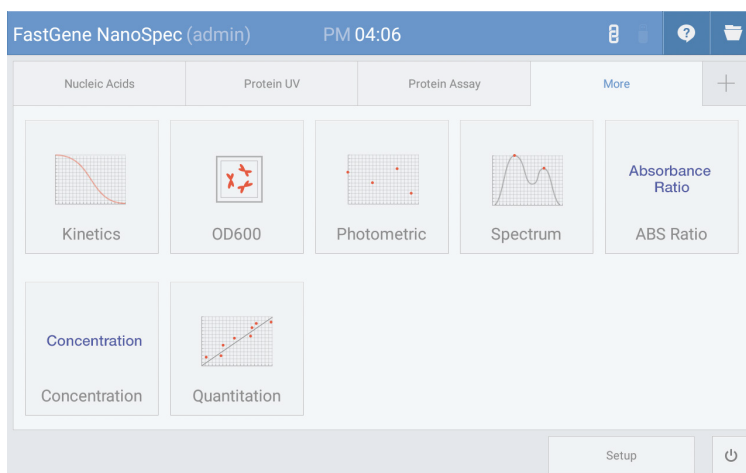 FastGene NanoSpec (admin) PM 04:06
Nucleic Acids Protein UV Protein Assay More
Absorbance
Ratio
Kinetics OD600 Photometric Spectrum ABS Ratio
Concentration
Concentration Quantitation
Setup